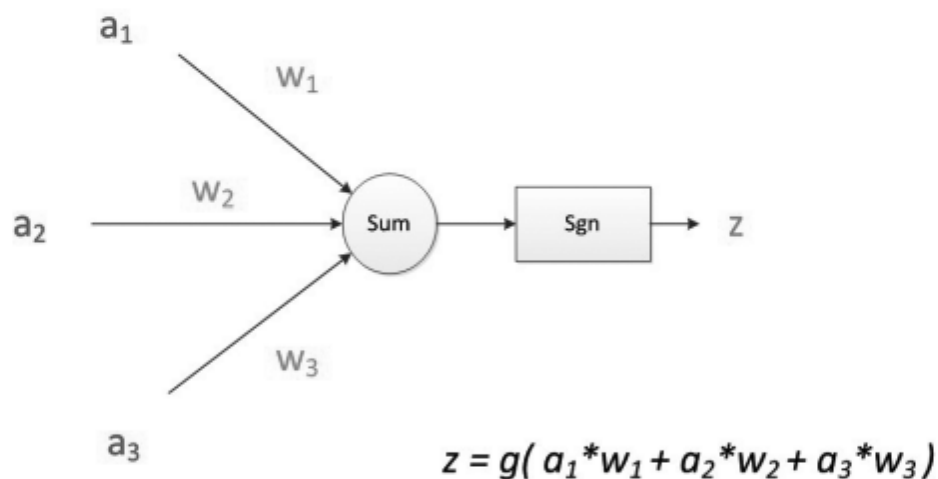 a₁
w₁
w₂
a₂
Sum
Sgn
z
w₃
a₃
z = g( a₁*w₁ + a₂*w₂ + a₃*w₃ )